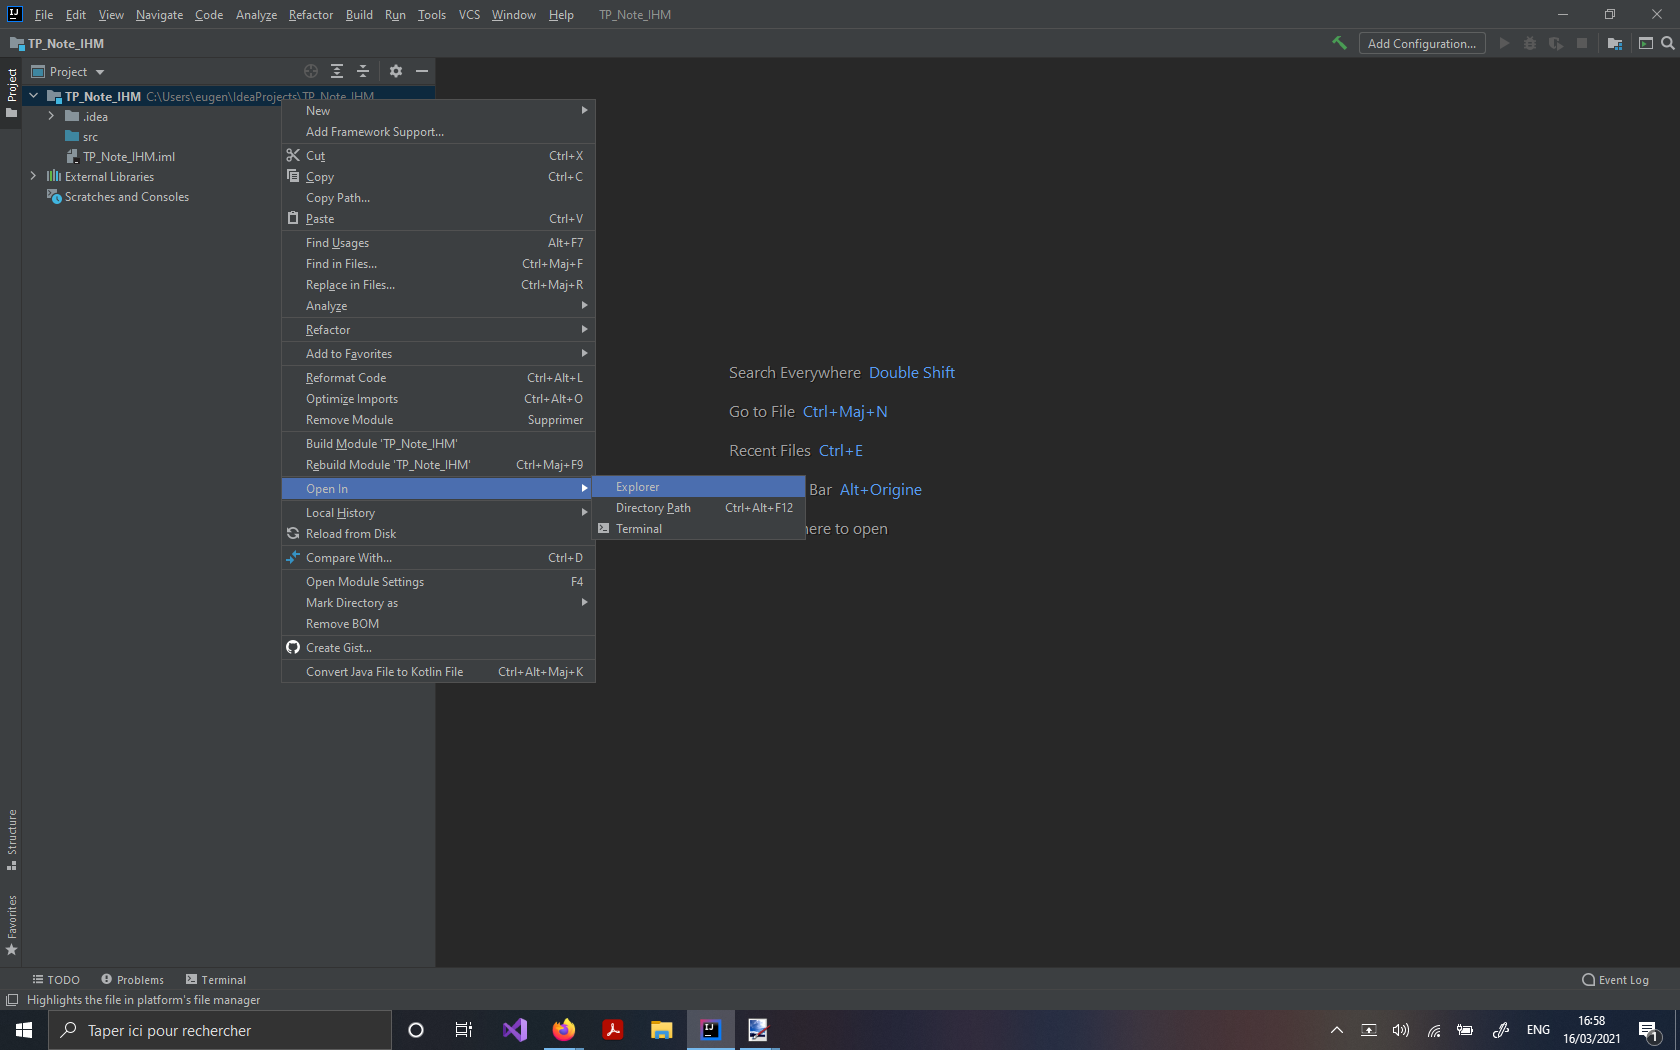 File Edit View Navigate Code Analyze Refactor Build Run Tools VCS Window Help TP_Note_IHM
TP_Note_IHM Add Configuration...
Project
Project
TP_Note_IHM C:\Users\eugen\IdeaProjects\TP_Note_IHM
.idea
src
TP_Note_IHM.iml
External Libraries
Scratches and Consoles
New
Add Framework Support...
Cut Ctrl+X
Copy Ctrl+C
Copy Path...
Paste Ctrl+V
Find Usages Alt+F7
Find in Files... Ctrl+Maj+F
Replace in Files... Ctrl+Maj+R
Analyze
Refactor
Add to Favorites
Reformat Code Ctrl+Alt+L
Optimize Imports Ctrl+Alt+O
Remove Module Supprimer
Build Module 'TP_Note_IHM'
Rebuild Module 'TP_Note_IHM' Ctrl+Maj+F9
Open In
Local History
Reload from Disk
Compare With... Ctrl+D
Open Module Settings F4
Mark Directory as
Remove BOM
Create Gist...
Convert Java File to Kotlin File Ctrl+Alt+Maj+K
Explorer
Directory Path Ctrl+Alt+F12
Terminal
Search Everywhere Double Shift
Go to File Ctrl+Maj+N
Recent Files Ctrl+E
Bar Alt+Origine
here to open
Structure
Favorites
TODO Problems Terminal Event Log
Highlights the file in platform's file manager
Taper ici pour rechercher
ENG
16:58
16/03/2021
1